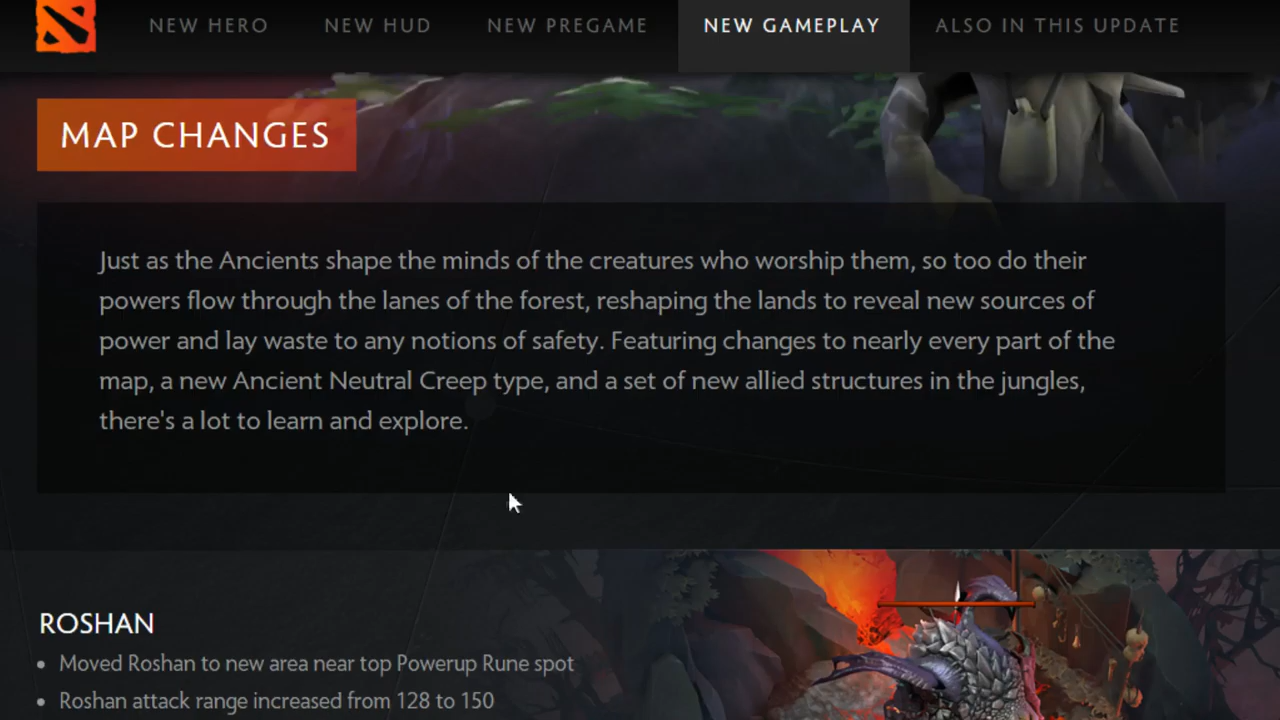 NEW HERO NEW HUD NEW PREGAME NEW GAMEPLAY ALSO IN THIS UPDATE
MAP CHANGES
Just as the Ancients shape the minds of the creatures who worship them, so too do their
powers flow through the lanes of the forest, reshaping the lands to reveal new sources of
power and lay waste to any notions of safety. Featuring changes to nearly every part of the
map, a new Ancient Neutral Creep type, and a set of new allied structures in the jungles,
there's a lot to learn and explore.
ROSHAN
• Moved Roshan to new area near top Powerup Rune spot
• Roshan attack range increased from 128 to 150